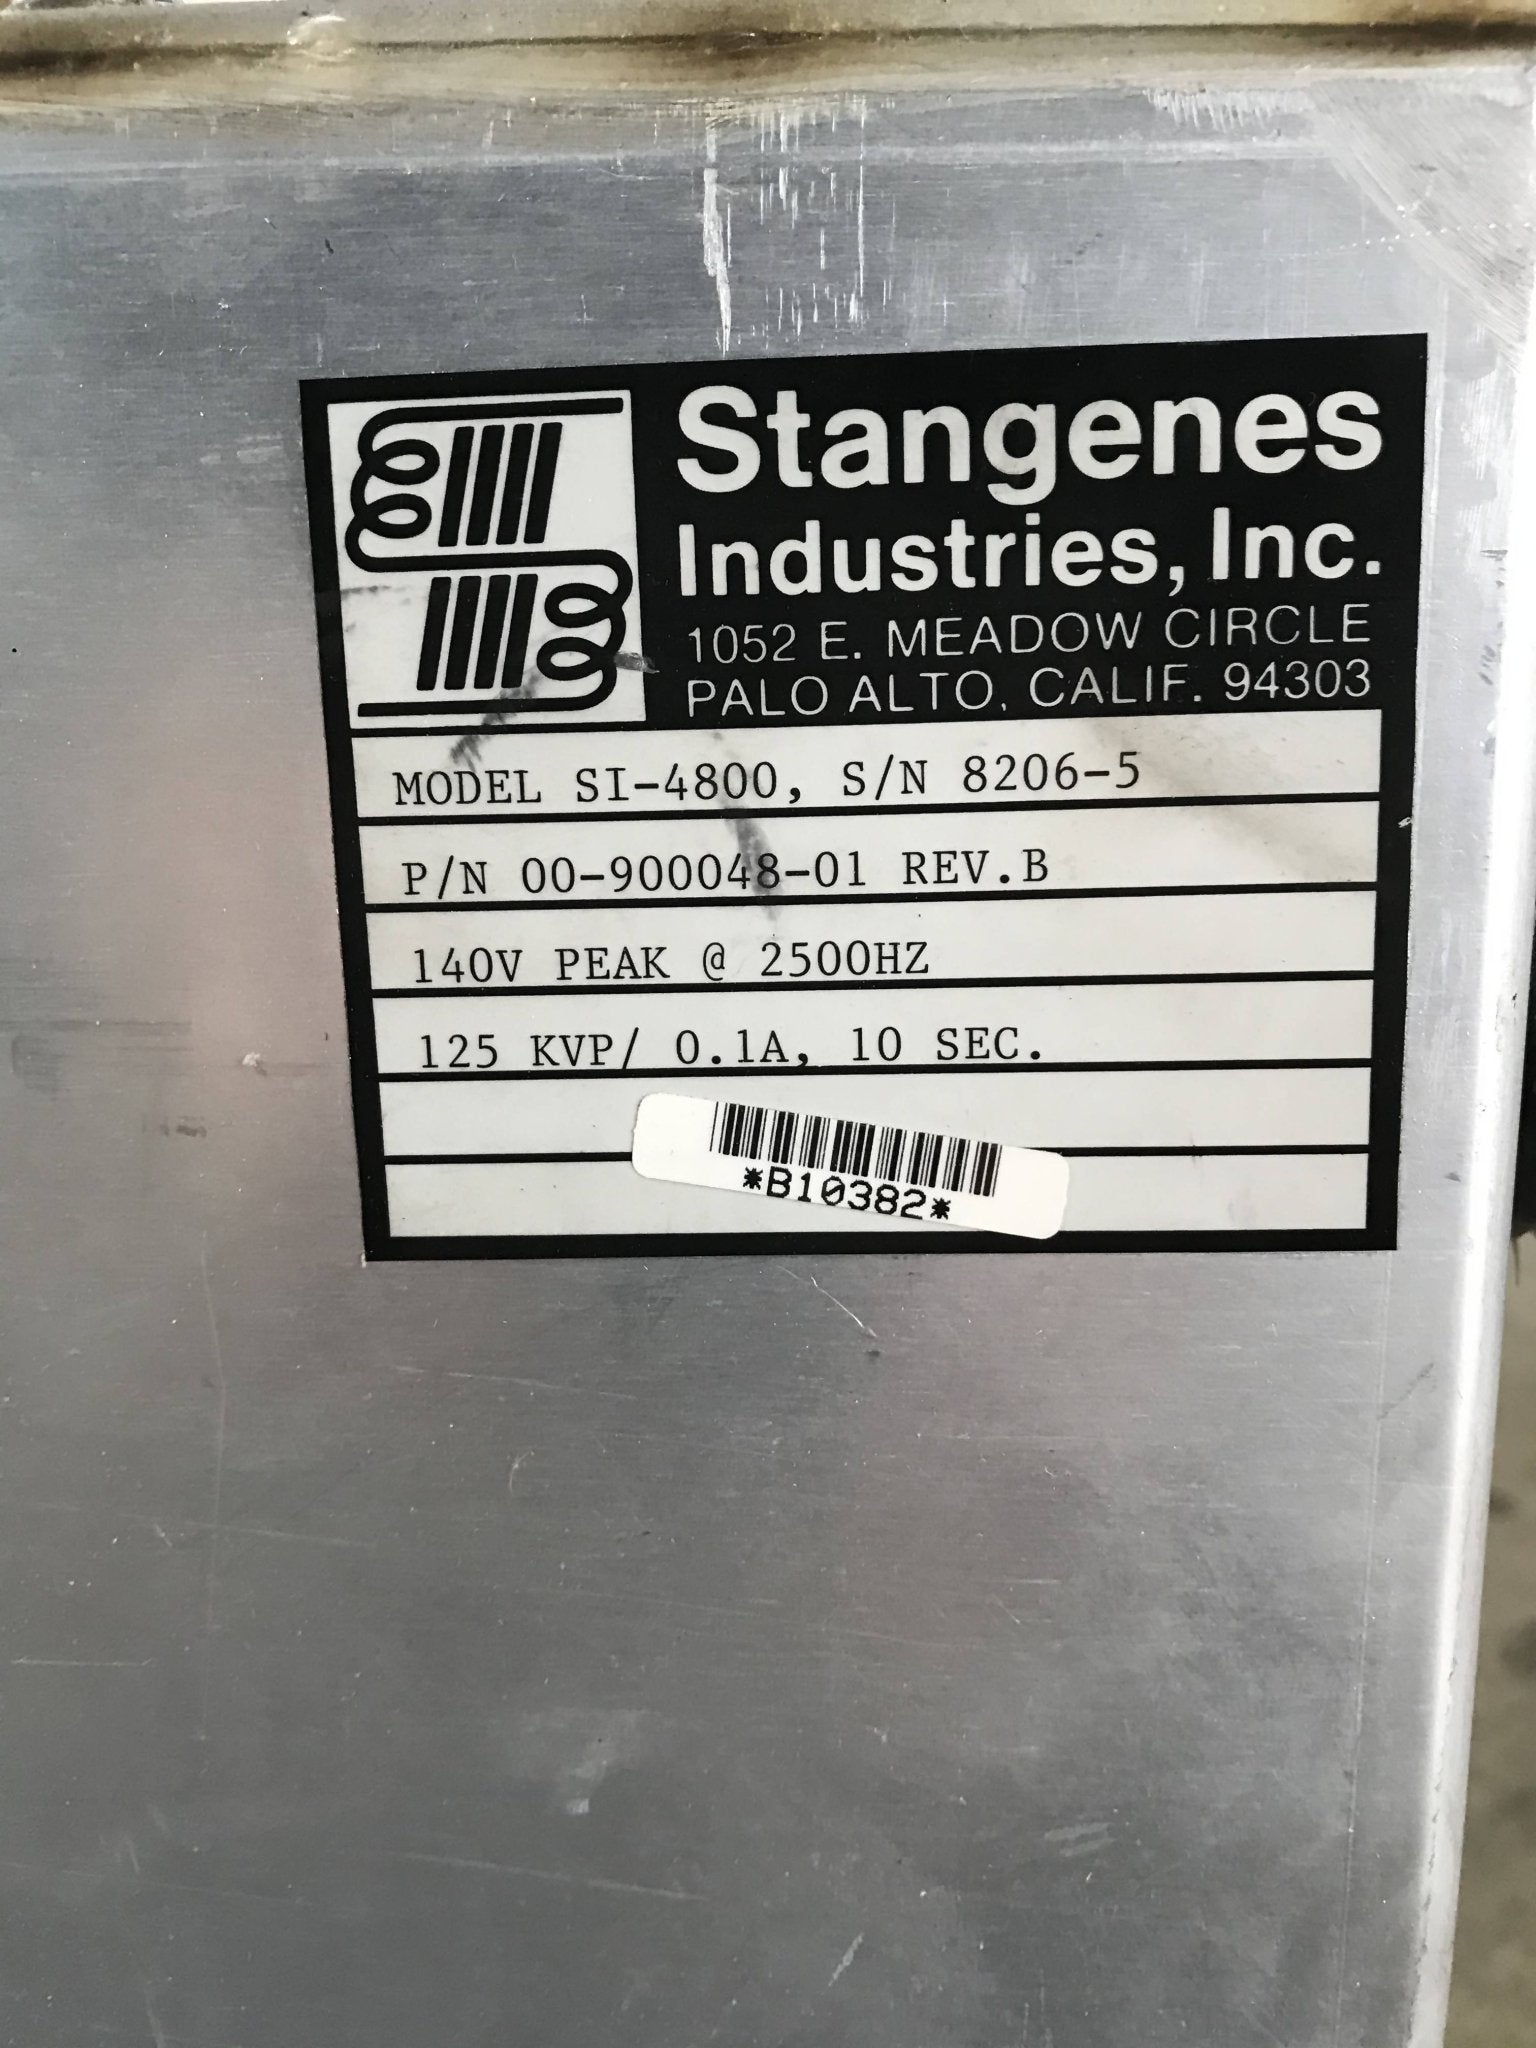 Stangenes
Industries, Inc.
1052 E. MEADOW CIRCLE
PALO ALTO, CALIF. 94303
MODEL SI-4800, S/N 8206-5
P/N 00-900048-01 REV.B
140V PEAK @ 2500HZ
125 KVP/ 0.1A, 10 SEC.
*B10382*